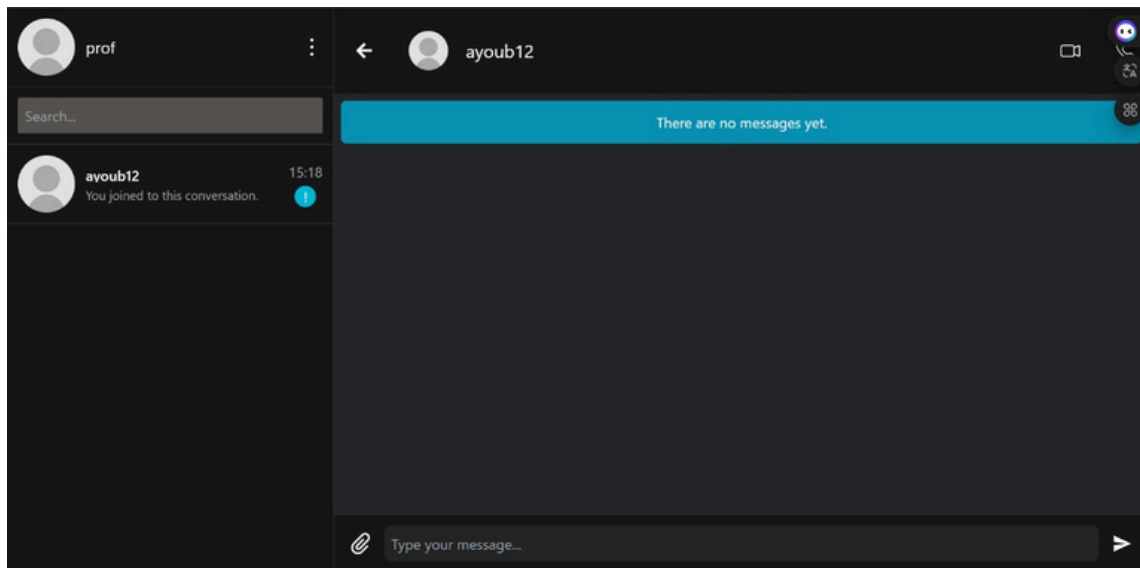 prof
Search...
ayoub12
15:18
You joined to this conversation.
!
ayoub12
There are no messages yet.
Type your message...